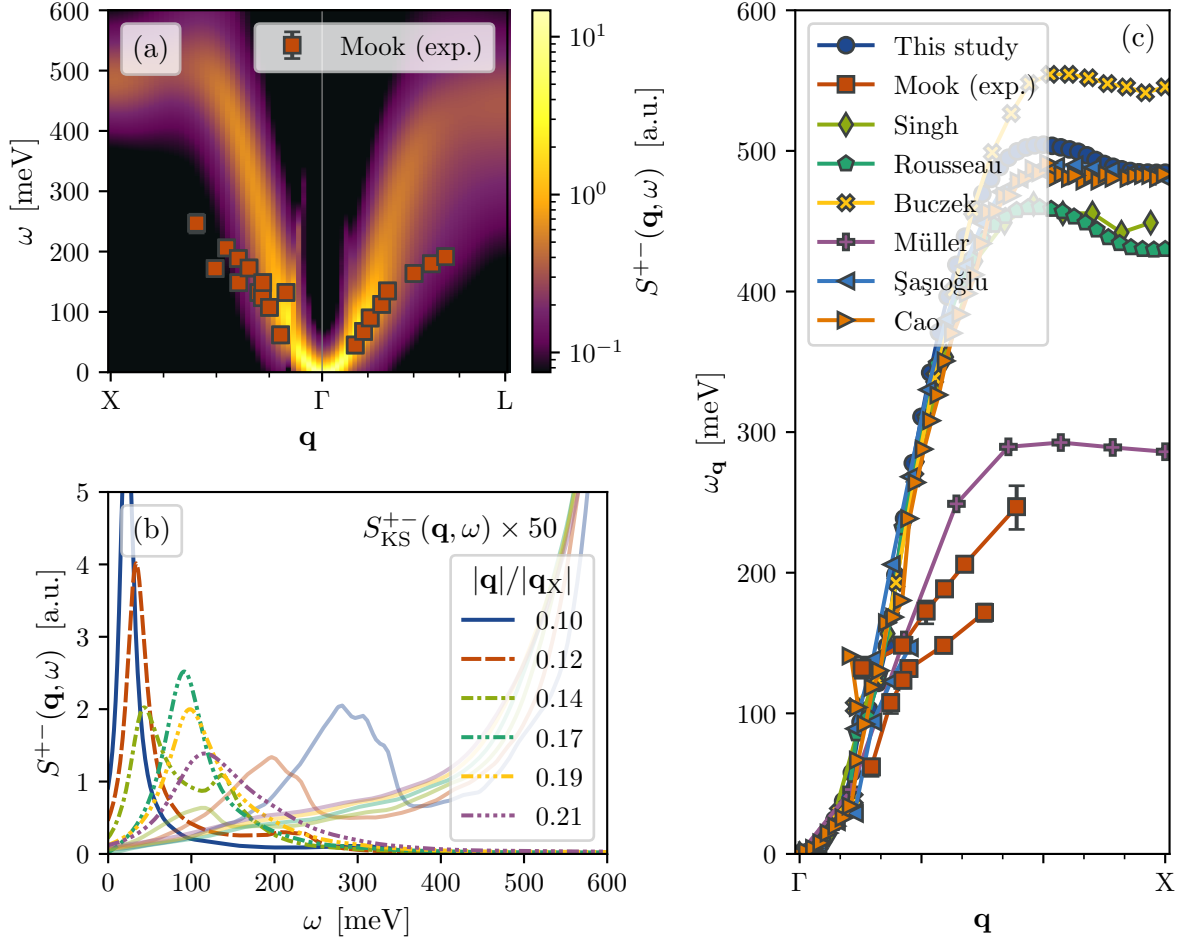 (a)
Mook (exp.)
600
500
400
300
200
100
0
ω [meV]
X
Γ
L
q
10¹
10⁰
10⁻¹
S⁺⁻(q, ω) [a.u.]
(b)
S⁺⁻_KS(q, ω) × 50
|q|/|q_X|
0.10
0.12
0.14
0.17
0.19
0.21
5
4
3
2
1
0
S⁺⁻(q, ω) [a.u.]
0 100 200 300 400 500 600
ω [meV]
(c)
This study
Mook (exp.)
Singh
Rousseau
Buczek
Müller
Şaşıoğlu
Cao
600
500
400
300
200
100
0
ω_q [meV]
Γ
X
q